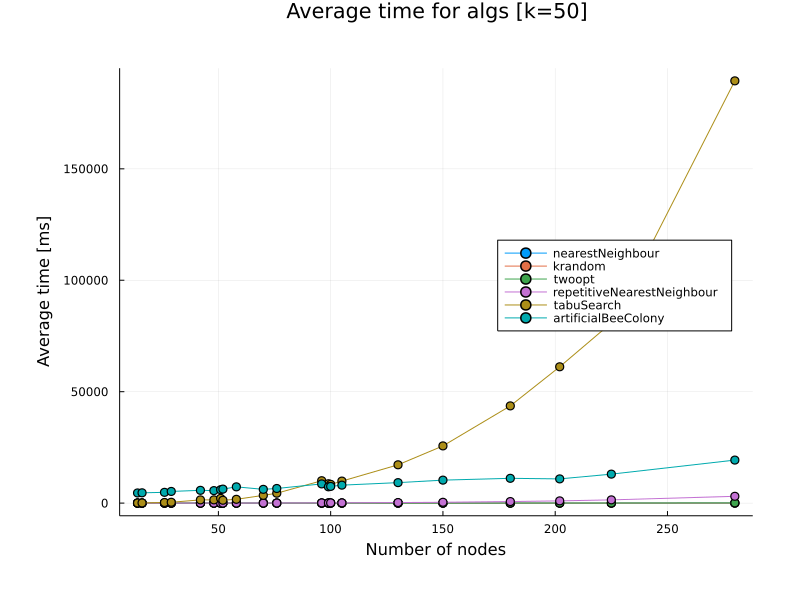 Average time for algs [k=50]
150000
100000
50000
0
Average time [ms]
nearestNeighbour
krandom
twoopt
repetitiveNearestNeighbour
tabuSearch
artificialBeeColony
50
100
150
200
250
Number of nodes